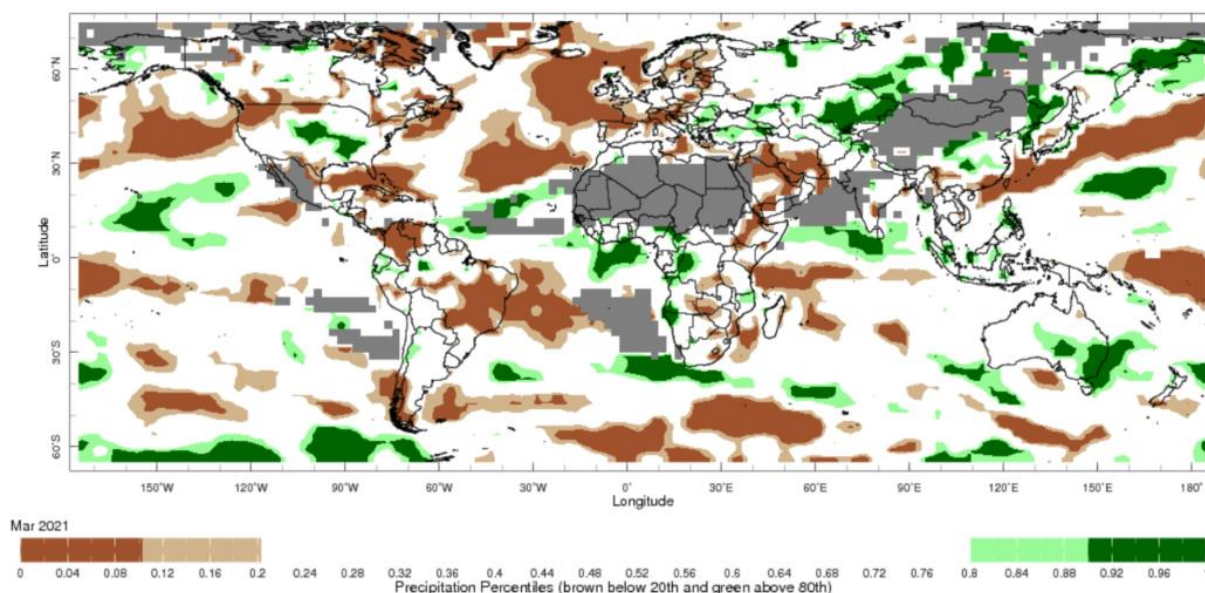 60°N
30°N
0°
30°S
60°S
Latitude
150°W 120°W 90°W 60°W 30°W 0° 30°E 60°E 90°E 120°E 150°E 180°
Longitude
Mar 2021
0 0.04 0.08 0.12 0.16 0.2 0.24 0.28 0.32 0.36 0.4 0.44 0.48 0.52 0.56 0.6 0.64 0.68 0.72 0.76 0.8 0.84 0.88 0.92 0.96
Precipitation Percentiles (brown below 20th and green above 80th)